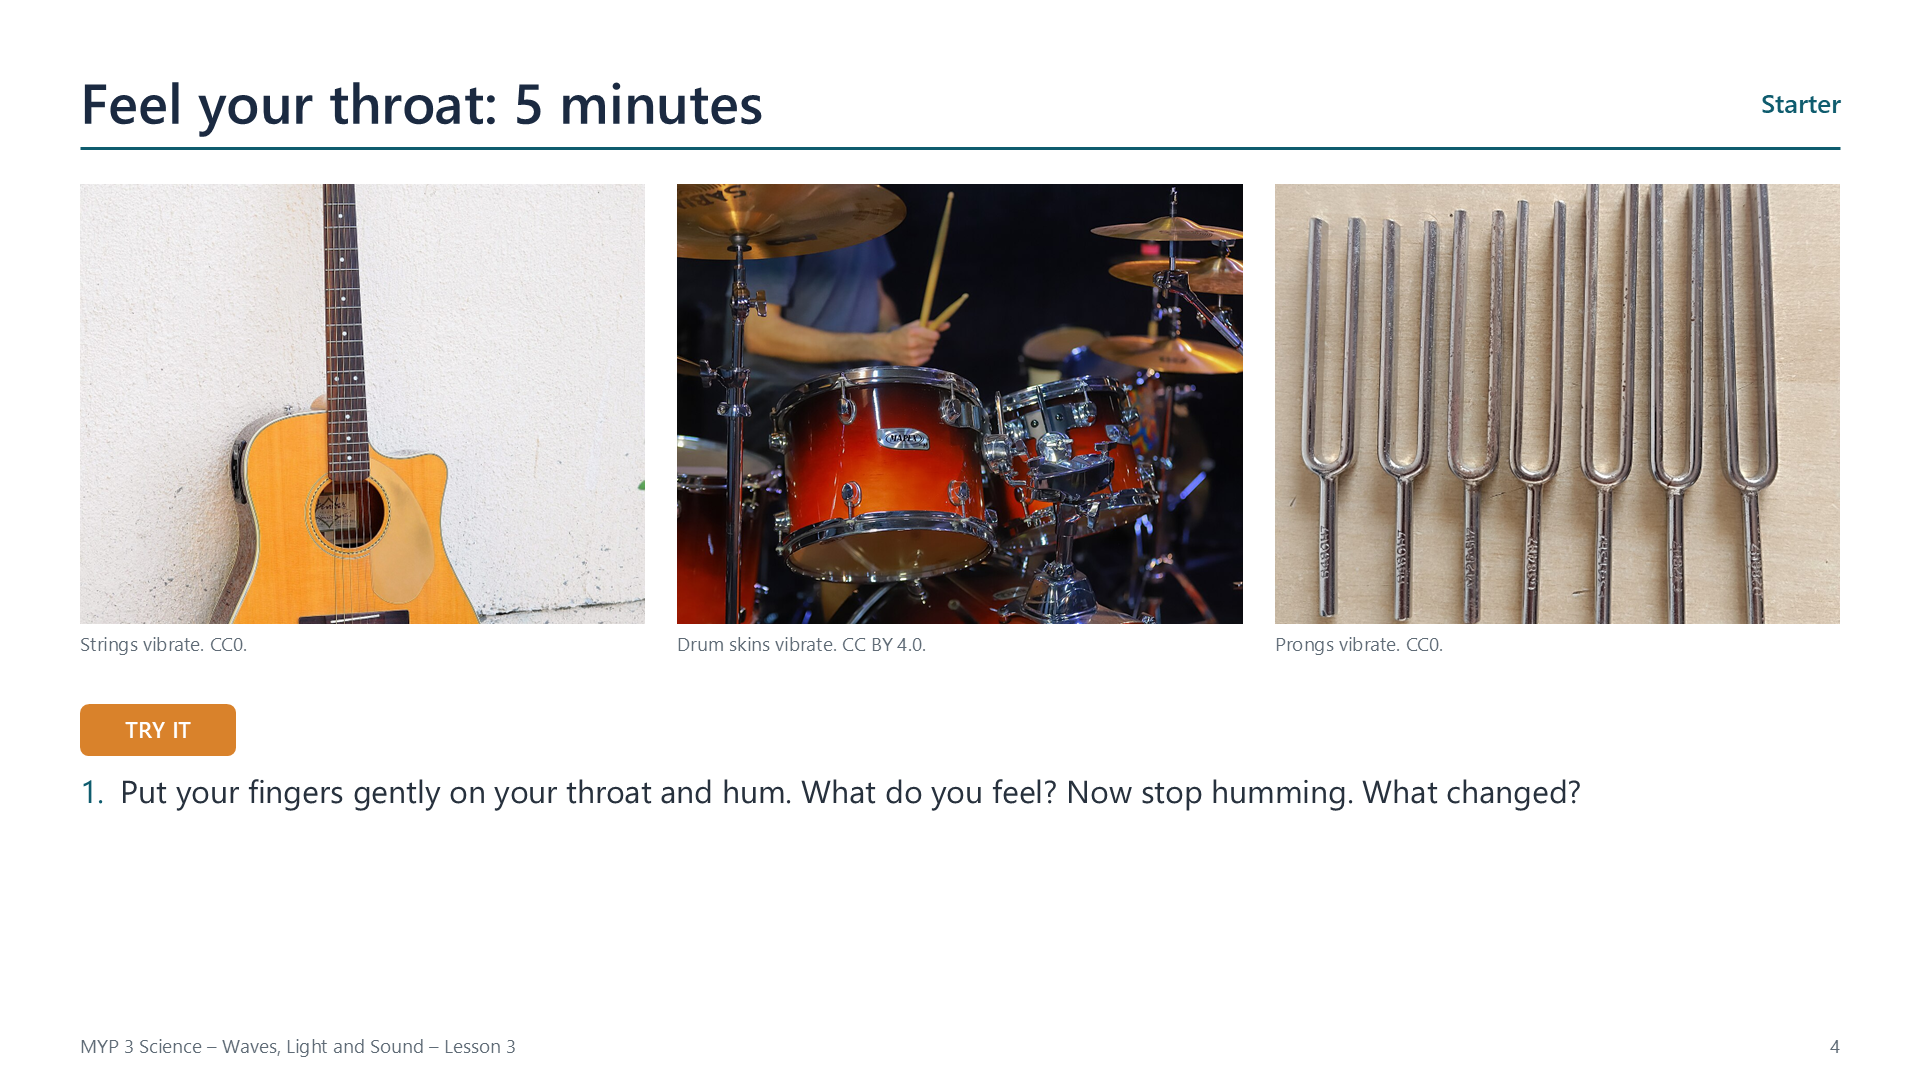 Feel your throat: 5 minutes
Starter
SABI
MAPEX
Strings vibrate. CC0.
Drum skins vibrate. CC BY 4.0.
Prongs vibrate. CC0.
TRY IT
1. Put your fingers gently on your throat and hum. What do you feel? Now stop humming. What changed?
MYP 3 Science – Waves, Light and Sound – Lesson 3
4